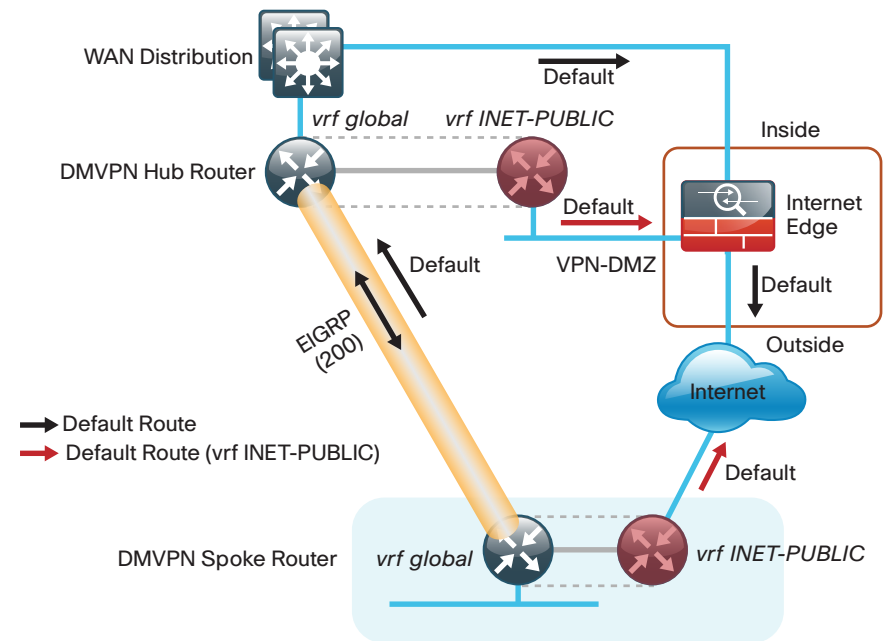 WAN Distribution
Default
vrf global
vrf INET-PUBLIC
Inside
DMVPN Hub Router
Default
Internet
Edge
VPN-DMZ
Default
Default
EIGRP
(200)
Outside
Internet
Default Route
Default Route (vrf INET-PUBLIC)
Default
DMVPN Spoke Router
vrf global
vrf INET-PUBLIC